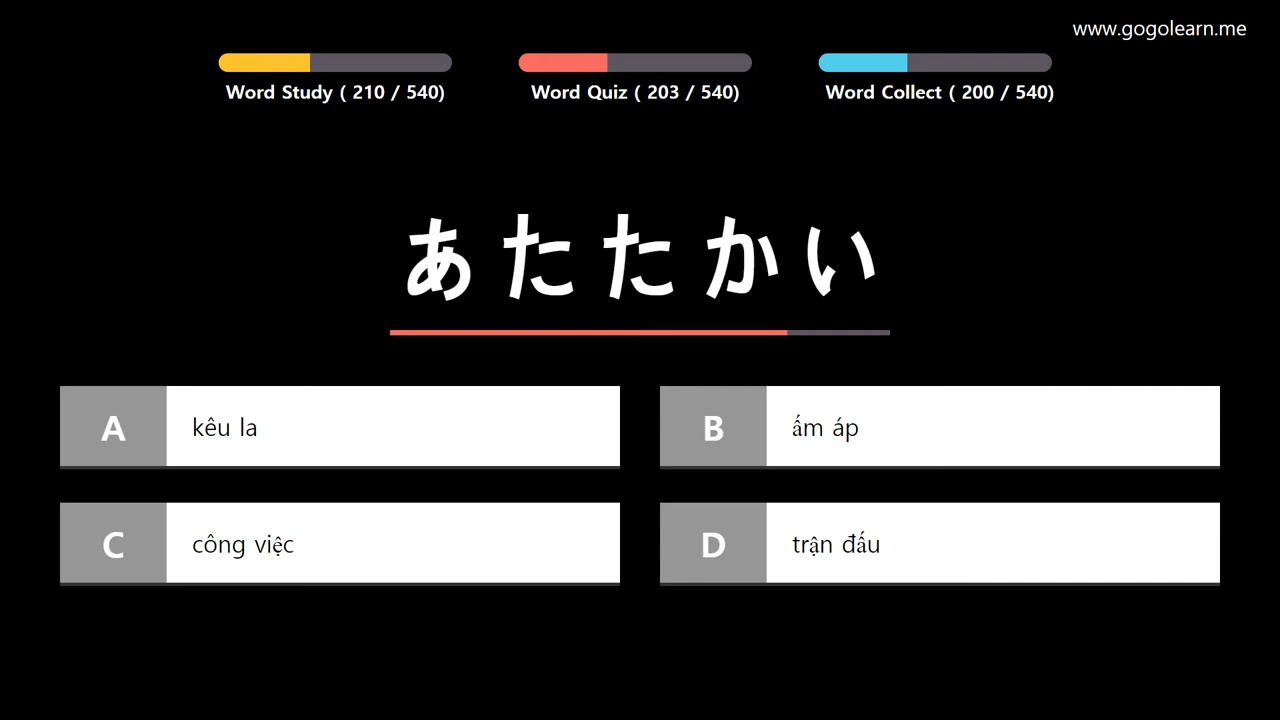 www.gogolearn.me
Word Study ( 210 / 540)
Word Quiz ( 203 / 540)
Word Collect ( 200 / 540)
あたたかい
A kêu la
B ấm áp
C công việc
D trận đấu